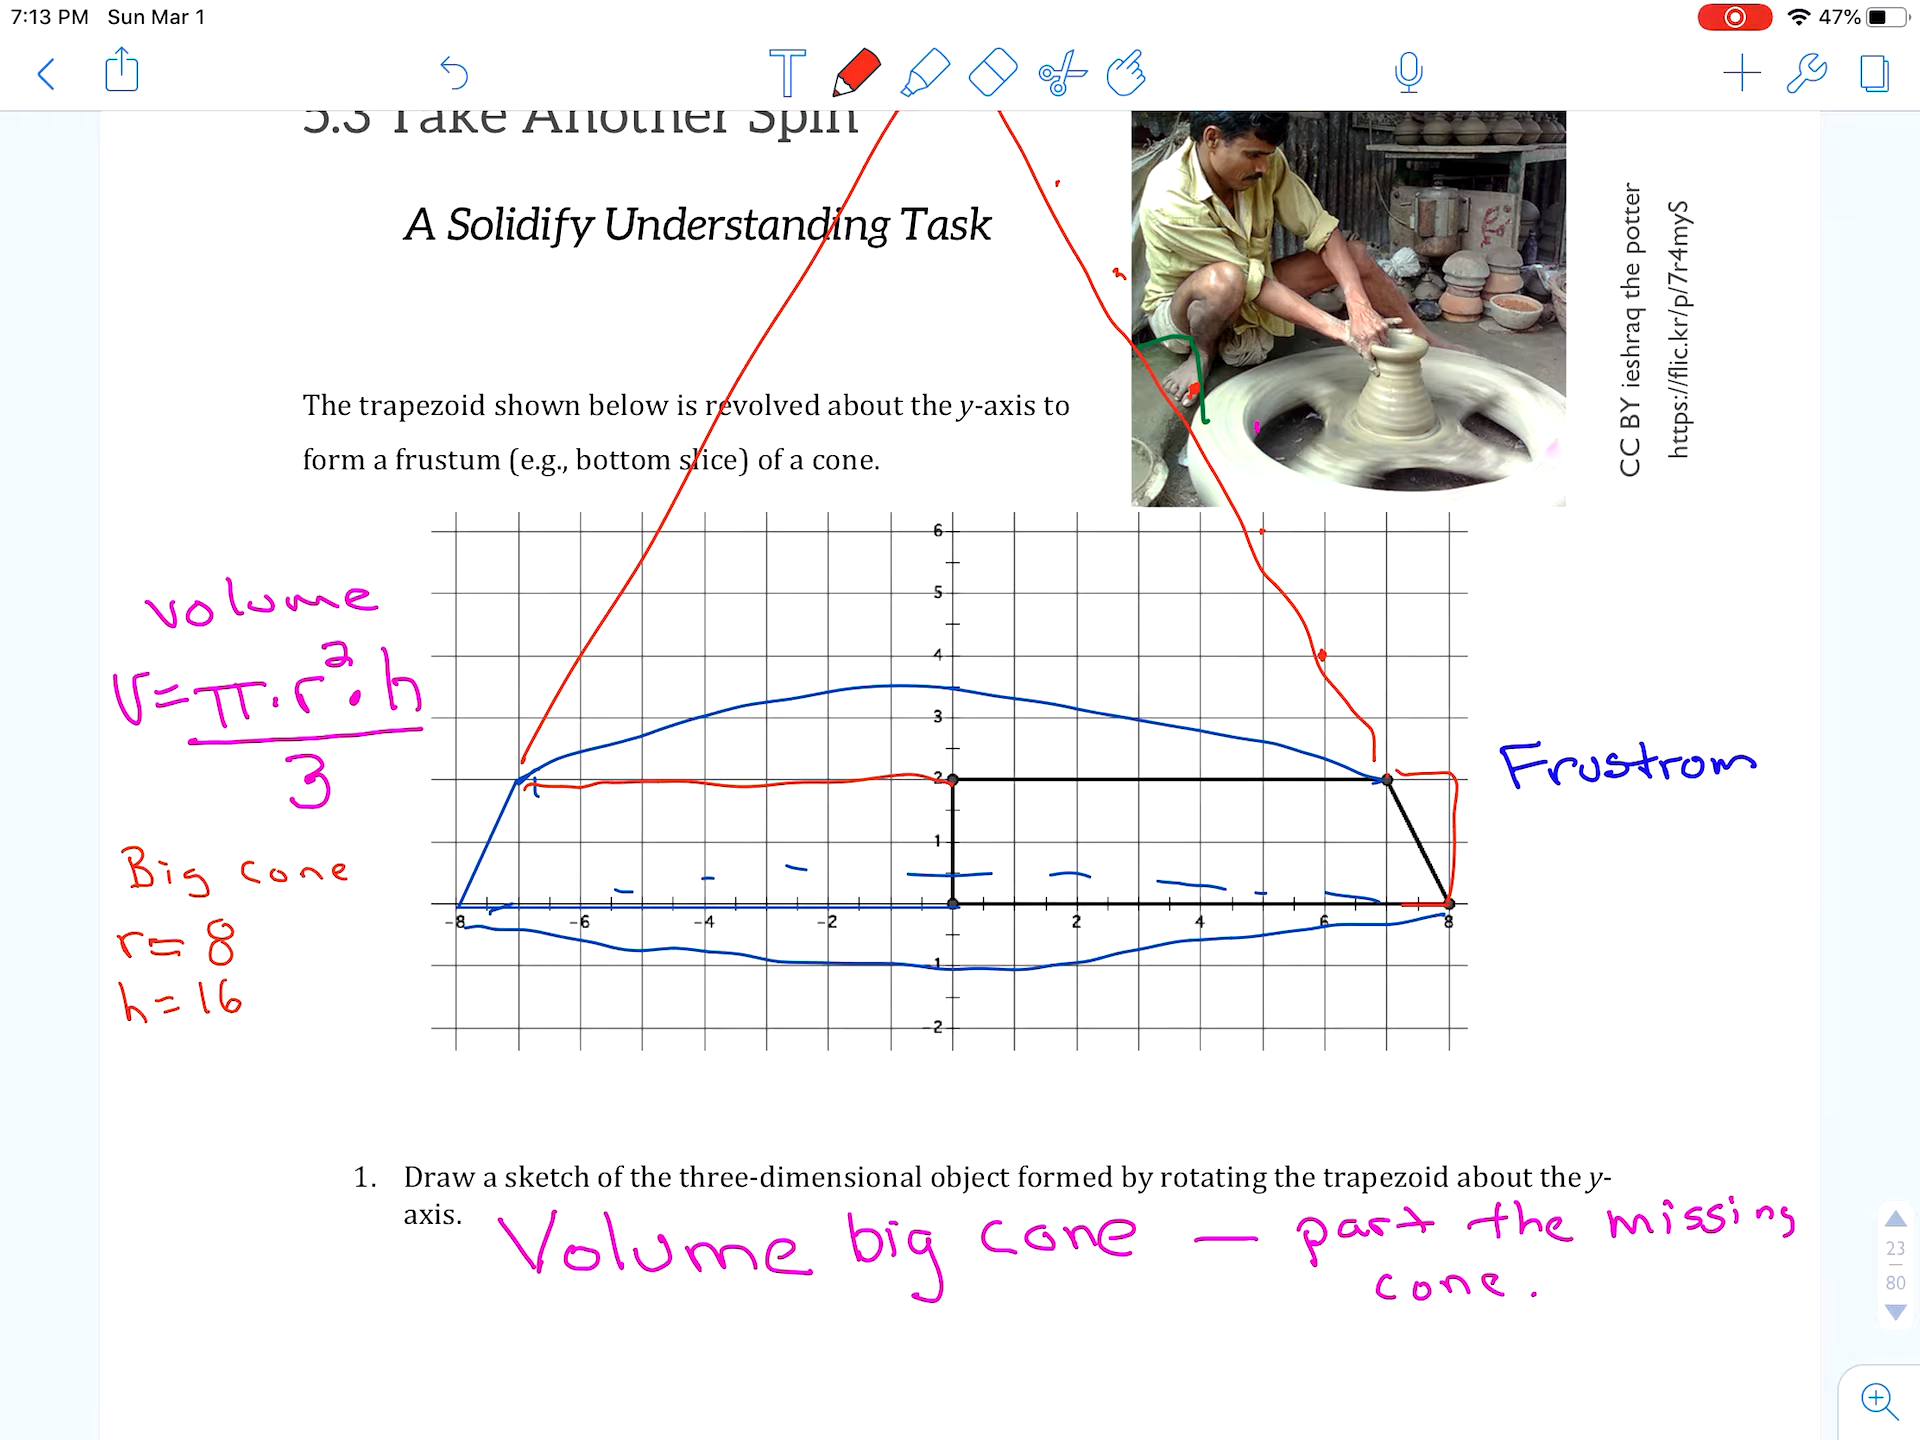 7:13 PM Sun Mar 1
47%
5.3 Take Another Spin
A Solidify Understanding Task
CC BY ieshraq the potter
https://flic.kr/p/7r4myS
The trapezoid shown below is revolved about the y-axis to
form a frustum (e.g., bottom slice) of a cone.
6
5
4
3
2
1
-8 -6 -4 -2 2 4 6 8
-1
-2
volume
V=π·r²·h
3
Big cone
r=8
h=16
Frustrom
1. Draw a sketch of the three-dimensional object formed by rotating the trapezoid about the y-
axis.
Volume big cone — part the missing
cone.
23
80